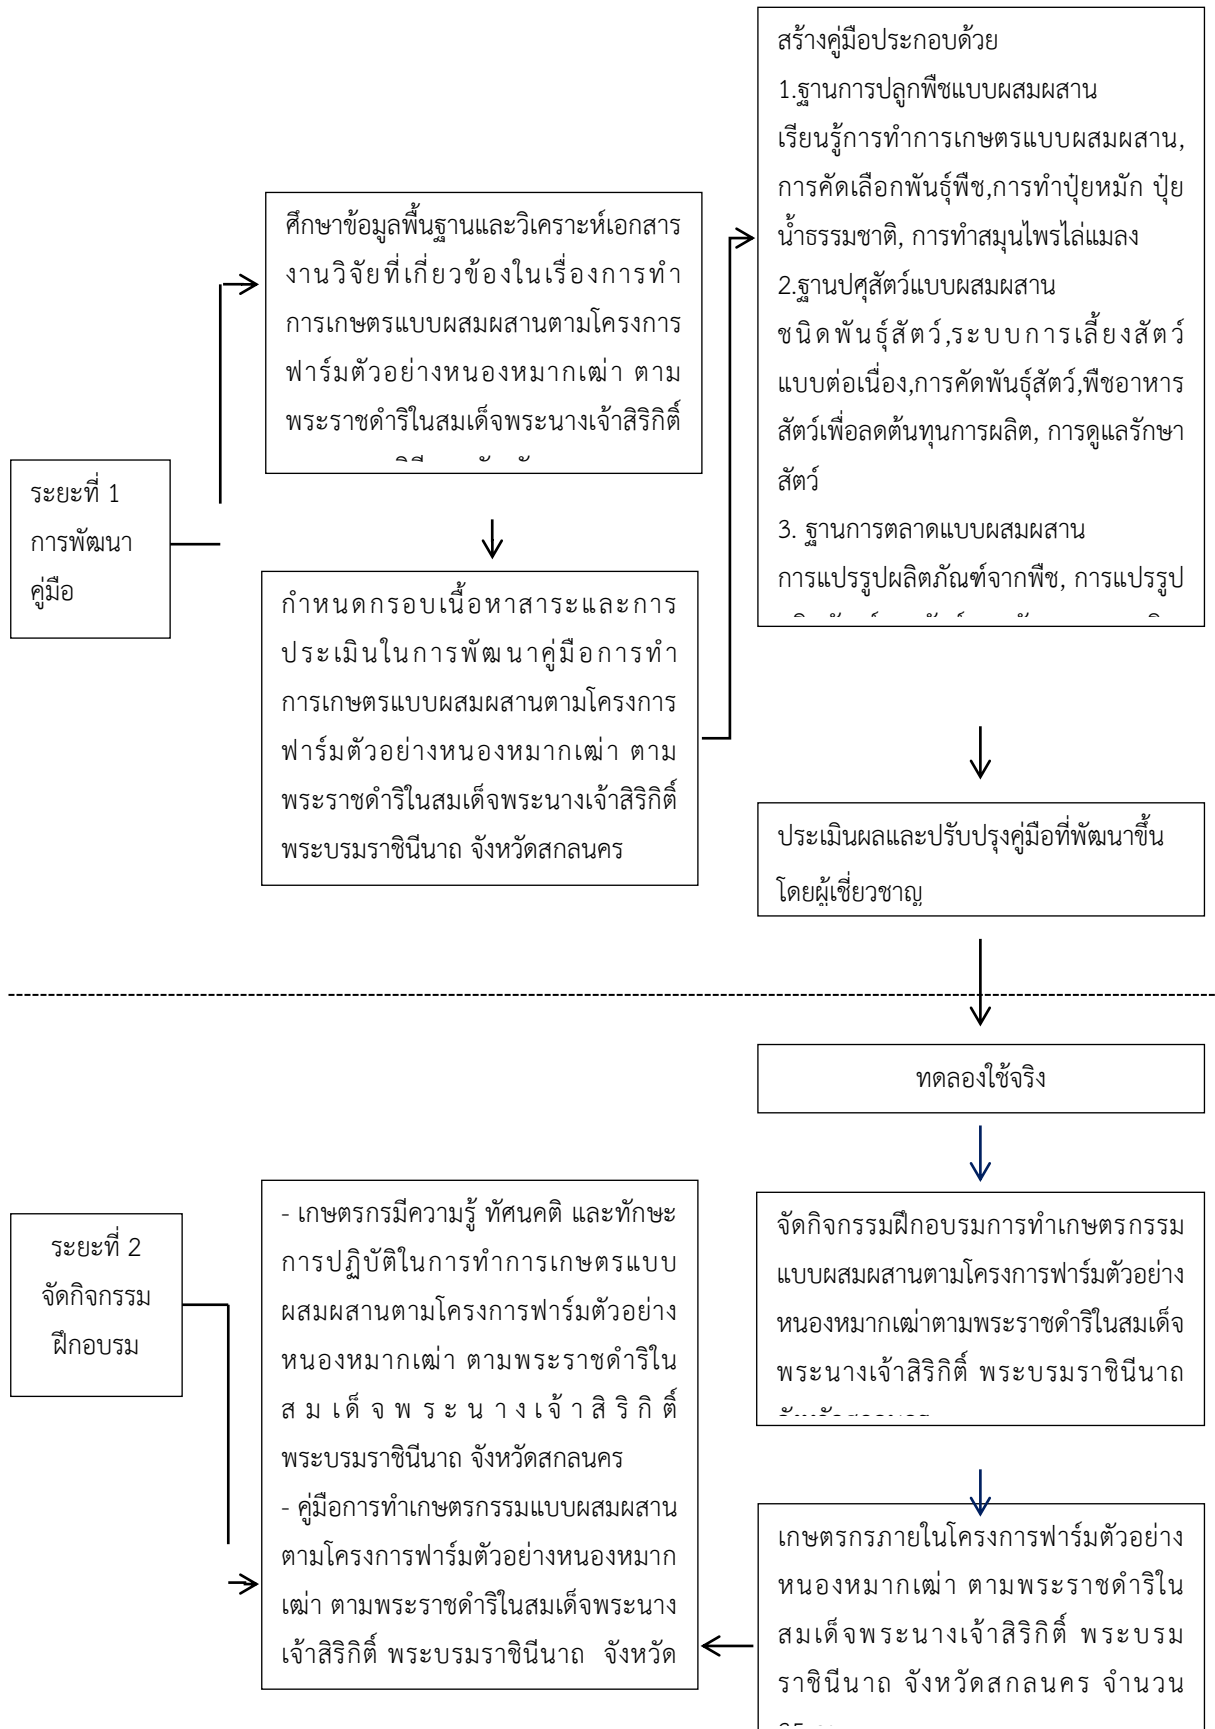 ระยะที่ 1
การพัฒนา
คู่มือ
ศึกษาข้อมูลพื้นฐานและวิเคราะห์เอกสาร
งานวิจัยที่เกี่ยวข้องในเรื่องการทำ
การเกษตรแบบผสมผสานตามโครงการ
ฟาร์มตัวอย่างหนองหมากเฒ่า ตาม
พระราชดำริในสมเด็จพระนางเจ้าสิริกิติ์
กำหนดกรอบเนื้อหาสาระและการ
ประเมินในการพัฒนาคู่มือการทำ
การเกษตรแบบผสมผสานตามโครงการ
ฟาร์มตัวอย่างหนองหมากเฒ่า ตาม
พระราชดำริในสมเด็จพระนางเจ้าสิริกิติ์
พระบรมราชินีนาถ จังหวัดสกลนคร
สร้างคู่มือประกอบด้วย
1.ฐานการปลูกพืชแบบผสมผสาน
เรียนรู้การทำการเกษตรแบบผสมผสาน,
การคัดเลือกพันธุ์พืช,การทำปุ๋ยหมัก ปุ๋ย
น้ำธรรมชาติ, การทำสมุนไพรไล่แมลง
2.ฐานปศุสัตว์แบบผสมผสาน
ชนิดพันธุ์สัตว์,ระบบการเลี้ยงสัตว์
แบบต่อเนื่อง,การคัดพันธุ์สัตว์,พืชอาหาร
สัตว์เพื่อลดต้นทุนการผลิต, การดูแลรักษา
สัตว์
3. ฐานการตลาดแบบผสมผสาน
การแปรรูปผลิตภัณฑ์จากพืช, การแปรรูป
ประเมินผลและปรับปรุงคู่มือที่พัฒนาขึ้น
โดยผู้เชี่ยวชาญ
ทดลองใช้จริง
ระยะที่ 2
จัดกิจกรรม
ฝึกอบรม
- เกษตรกรมีความรู้ ทัศนคติ และทักษะ
การปฏิบัติในการทำการเกษตรแบบ
ผสมผสานตามโครงการฟาร์มตัวอย่าง
หนองหมากเฒ่า ตามพระราชดำริใน
สมเด็จพระนางเจ้าสิริกิติ์
พระบรมราชินีนาถ จังหวัดสกลนคร
- คู่มือการทำเกษตรกรรมแบบผสมผสาน
ตามโครงการฟาร์มตัวอย่างหนองหมาก
เฒ่า ตามพระราชดำริในสมเด็จพระนาง
เจ้าสิริกิติ์ พระบรมราชินีนาถ จังหวัด
จัดกิจกรรมฝึกอบรมการทำเกษตรกรรม
แบบผสมผสานตามโครงการฟาร์มตัวอย่าง
หนองหมากเฒ่าตามพระราชดำริในสมเด็จ
พระนางเจ้าสิริกิติ์ พระบรมราชินีนาถ
เกษตรกรภายในโครงการฟาร์มตัวอย่าง
หนองหมากเฒ่า ตามพระราชดำริใน
สมเด็จพระนางเจ้าสิริกิติ์ พระบรม
ราชินีนาถ จังหวัดสกลนคร จำนวน